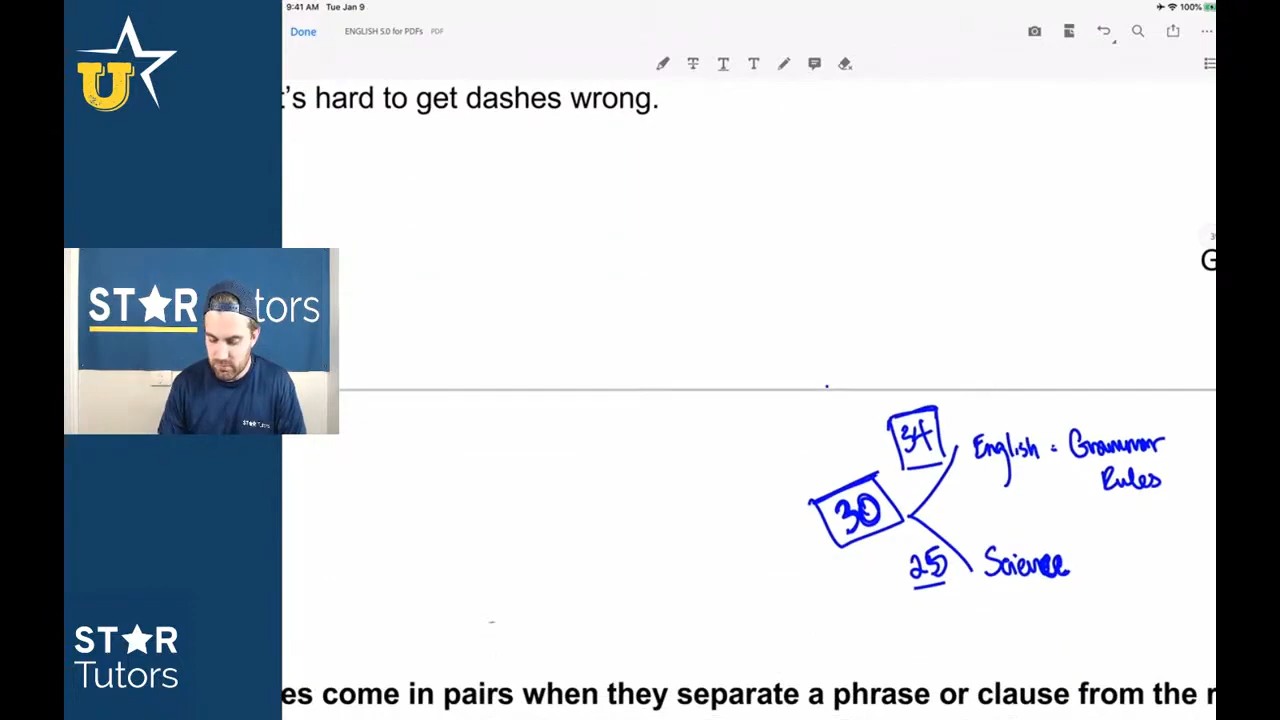 9:41 AM Tue Jan 9
100%
Done
ENGLISH 5.0 for PDFs
PDF
U
t's hard to get dashes wrong.
G
STAR tors
STAR Tutors
34
English = Grammar
Rules
30
25
Science
STAR
Tutors
es come in pairs when they separate a phrase or clause from the r